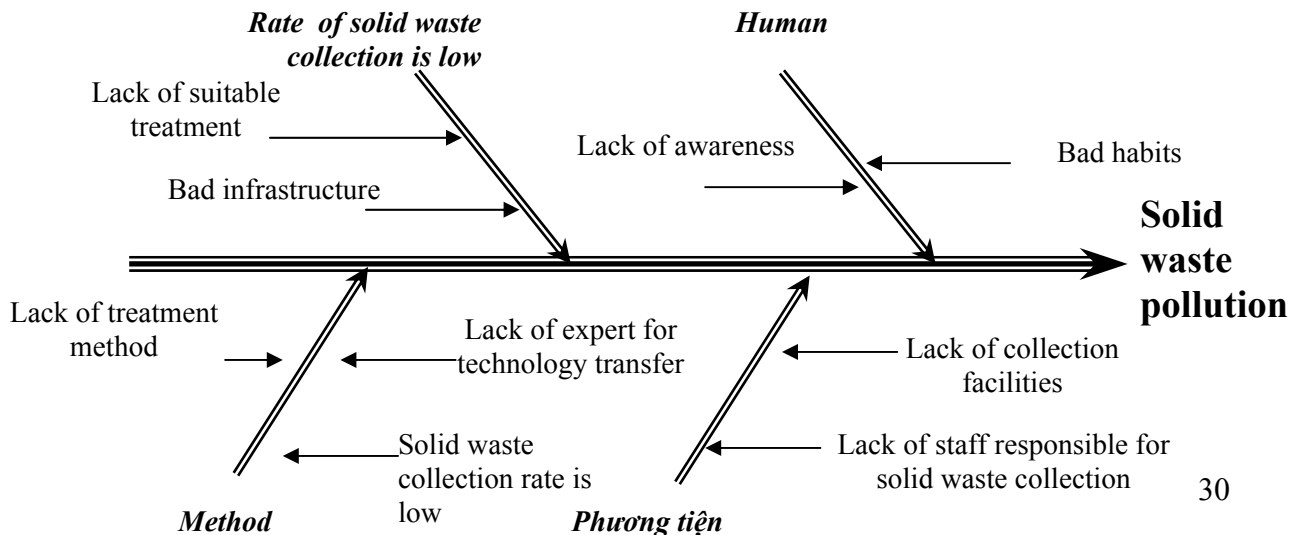 Rate of solid waste
collection is low
Human
Lack of suitable
treatment
Lack of awareness
Bad habits
Bad infrastructure
Solid
waste
pollution
Lack of treatment
method
Lack of expert for
technology transfer
Lack of collection
facilities
Solid waste
collection rate is
low
Lack of staff responsible for
solid waste collection
30
Method
Phương tiện